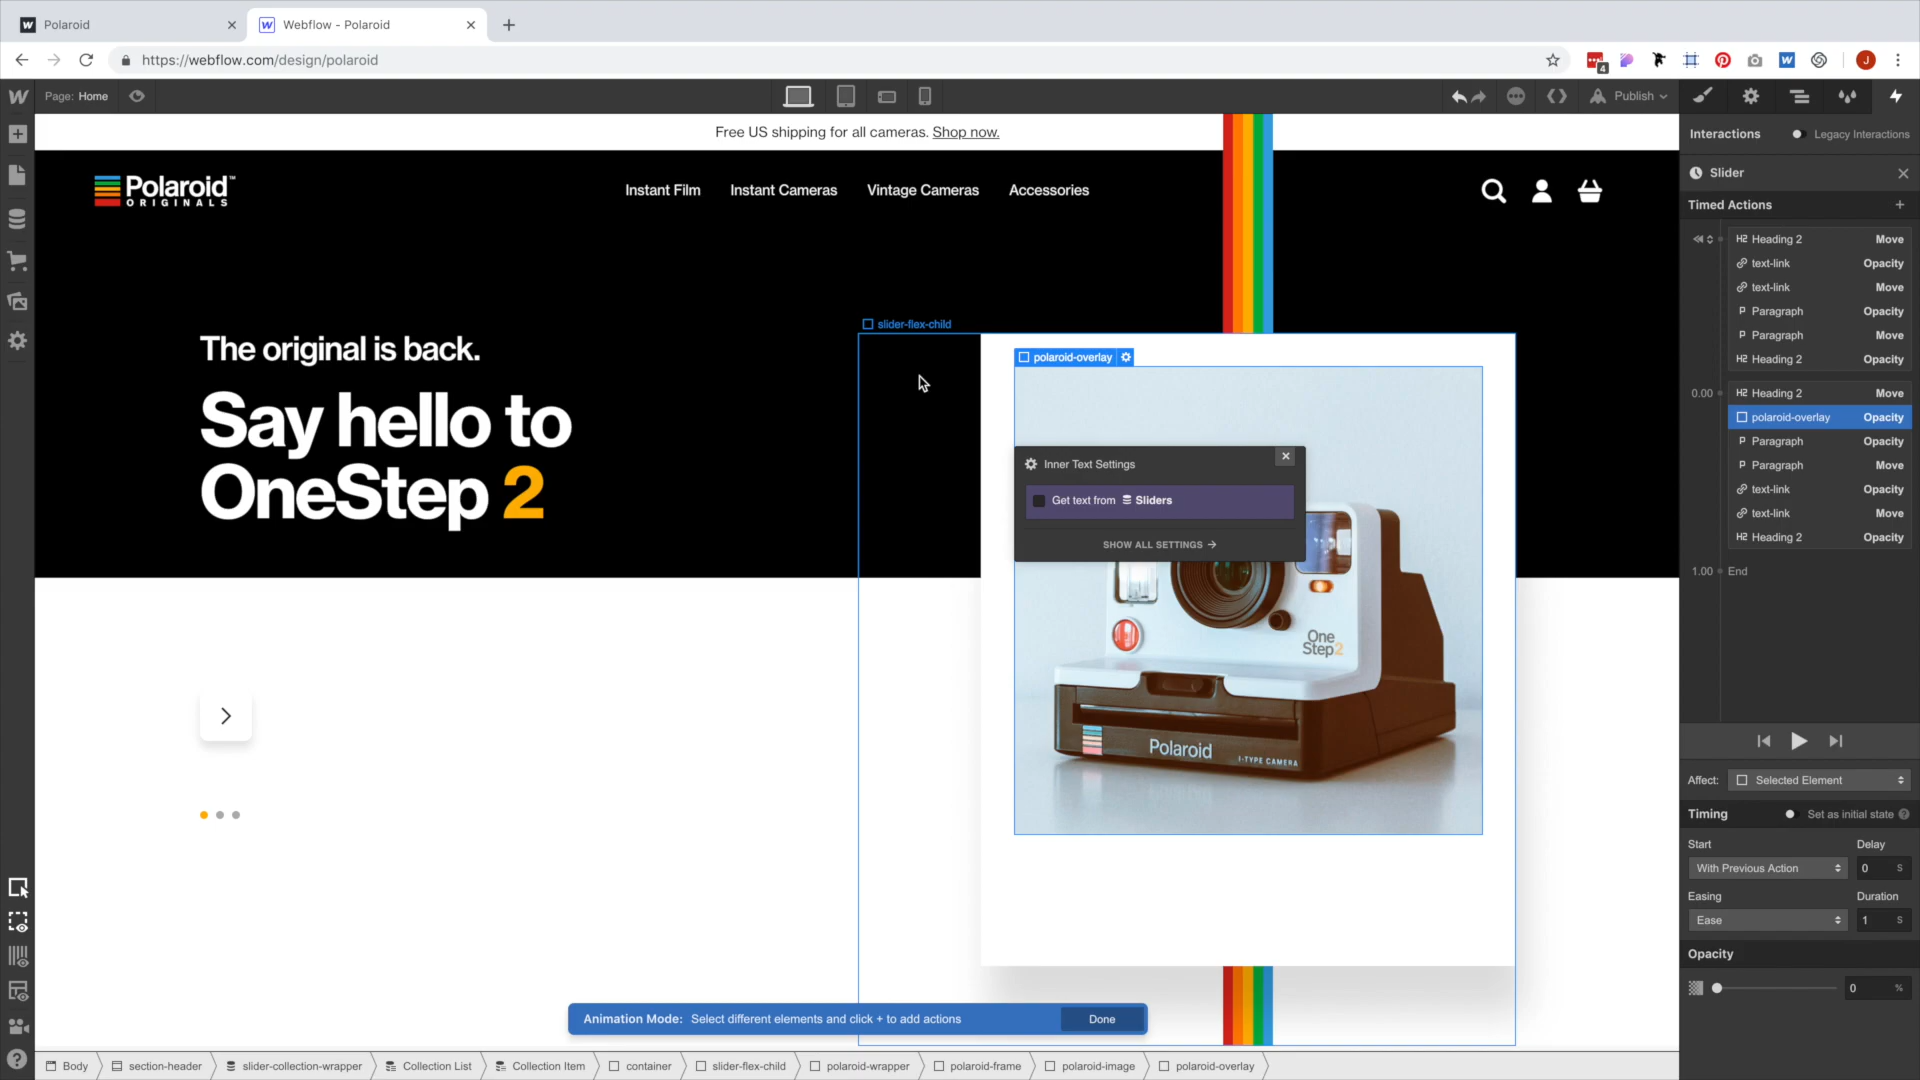 Polaroid
Webflow - Polaroid
https://webflow.com/design/polaroid
4
J
Page: Home
Publish
Free US shipping for all cameras. Shop now.
Polaroid™
ORIGINALS
Instant Film
Instant Cameras
Vintage Cameras
Accessories
The original is back.
Say hello to
OneStep 2
slider-flex-child
polaroid-overlay
Inner Text Settings
Get text from Sliders
SHOW ALL SETTINGS
One
Step2
Polaroid
I-TYPE CAMERA
Animation Mode: Select different elements and click + to add actions
Done
Body
section-header
slider-collection-wrapper
Collection List
Collection Item
container
slider-flex-child
polaroid-wrapper
polaroid-frame
polaroid-image
polaroid-overlay
Interactions
Legacy Interactions
Slider
Timed Actions
H2 Heading 2 Move
text-link Opacity
text-link Move
P Paragraph Opacity
P Paragraph Move
H2 Heading 2 Opacity
0.00 H2 Heading 2 Move
polaroid-overlay Opacity
P Paragraph Opacity
P Paragraph Move
text-link Opacity
text-link Move
H2 Heading 2 Opacity
1.00 End
Affect: Selected Element
Timing
Set as initial state ?
Start Delay
With Previous Action 0 S
Easing Duration
Ease 1 S
Opacity
0 %